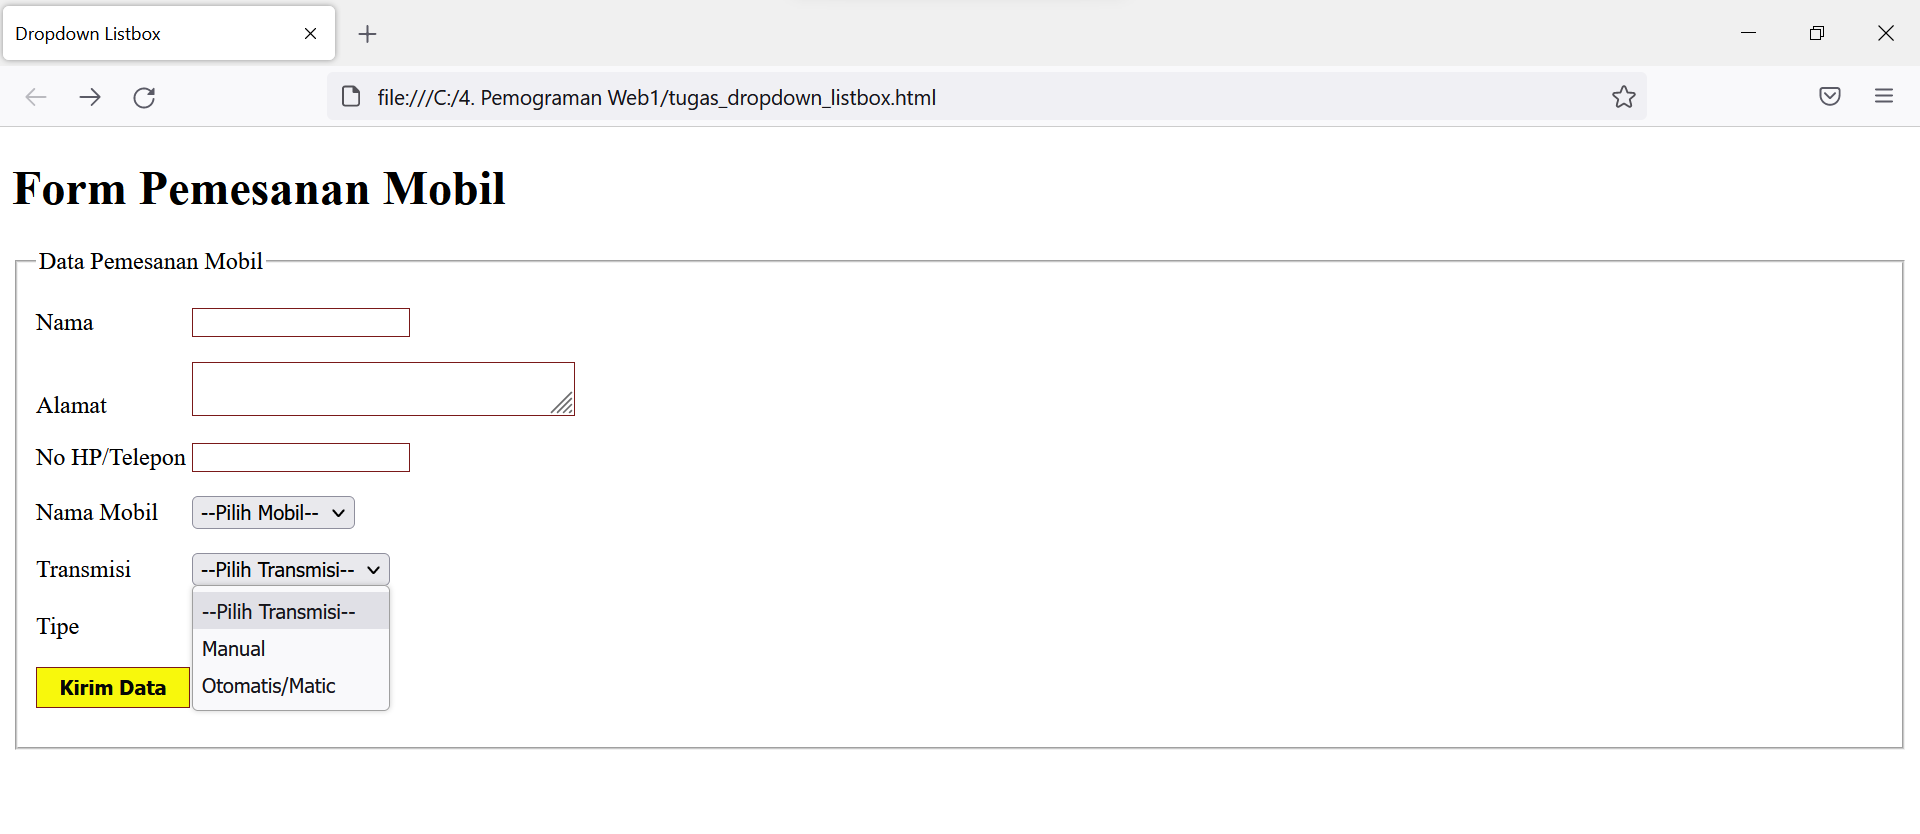 Dropdown Listbox
file:///C:/4. Pemograman Web1/tugas_dropdown_listbox.html
Form Pemesanan Mobil
Data Pemesanan Mobil
Nama
Alamat
No HP/Telepon
Nama Mobil --Pilih Mobil--
Transmisi --Pilih Transmisi--
--Pilih Transmisi--
Tipe
Manual
Kirim Data Otomatis/Matic